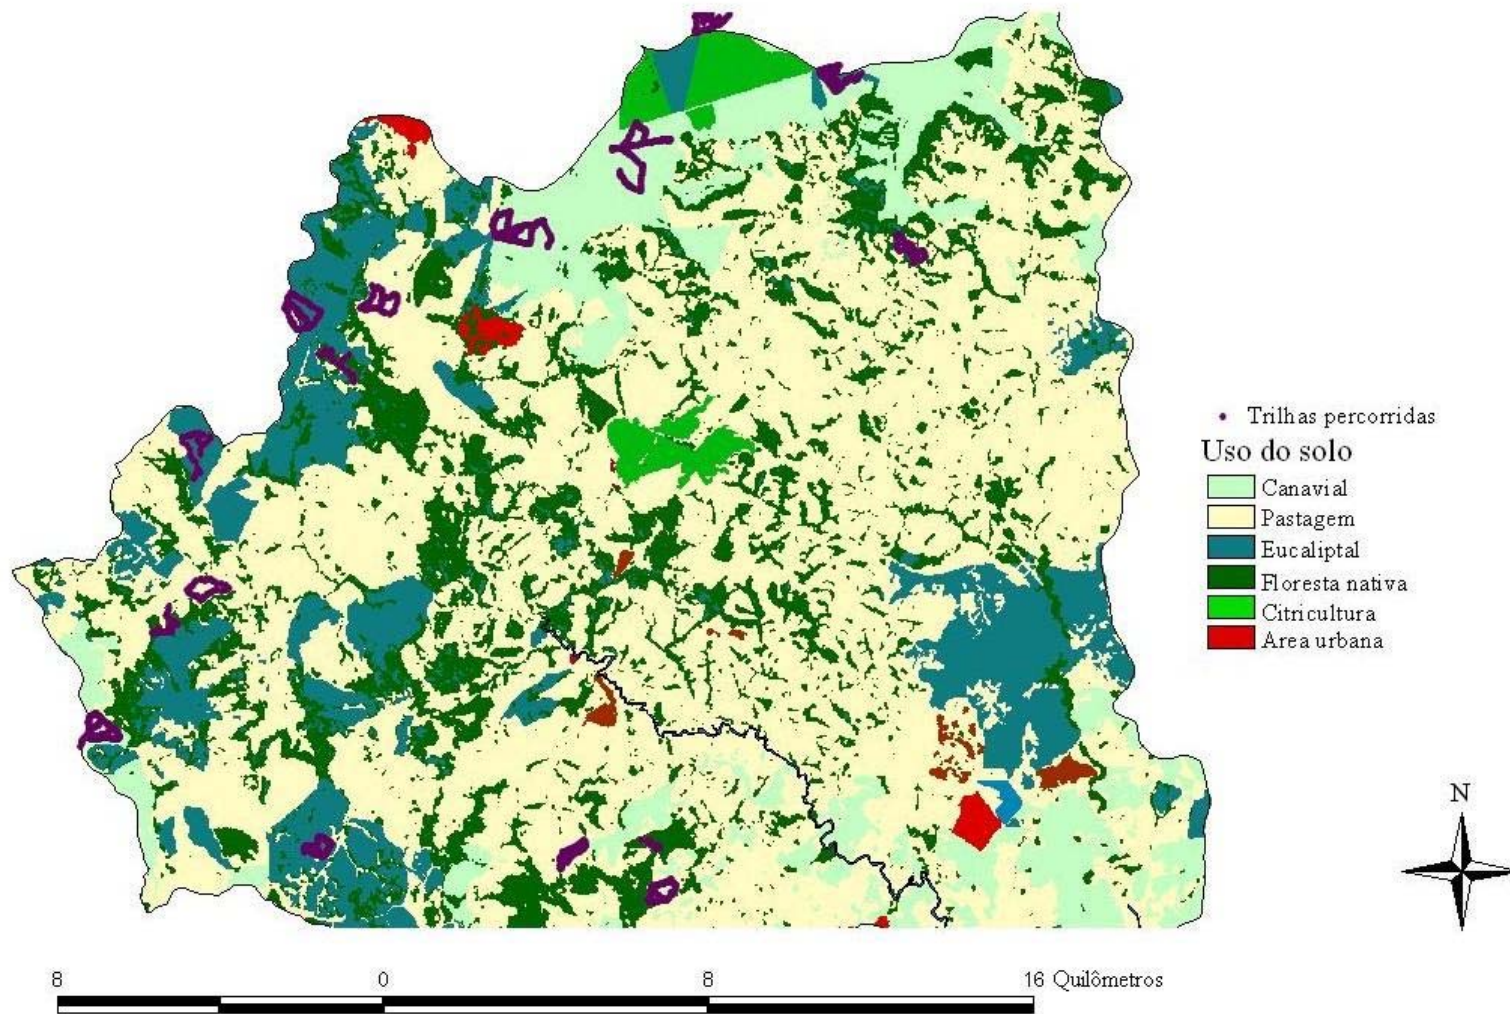 Trilhas percorridas
Uso do solo
Canavial
Pastagem
Eucaliptal
Floresta nativa
Citricultura
Area urbana
N
8 0 8 16 Quilômetros